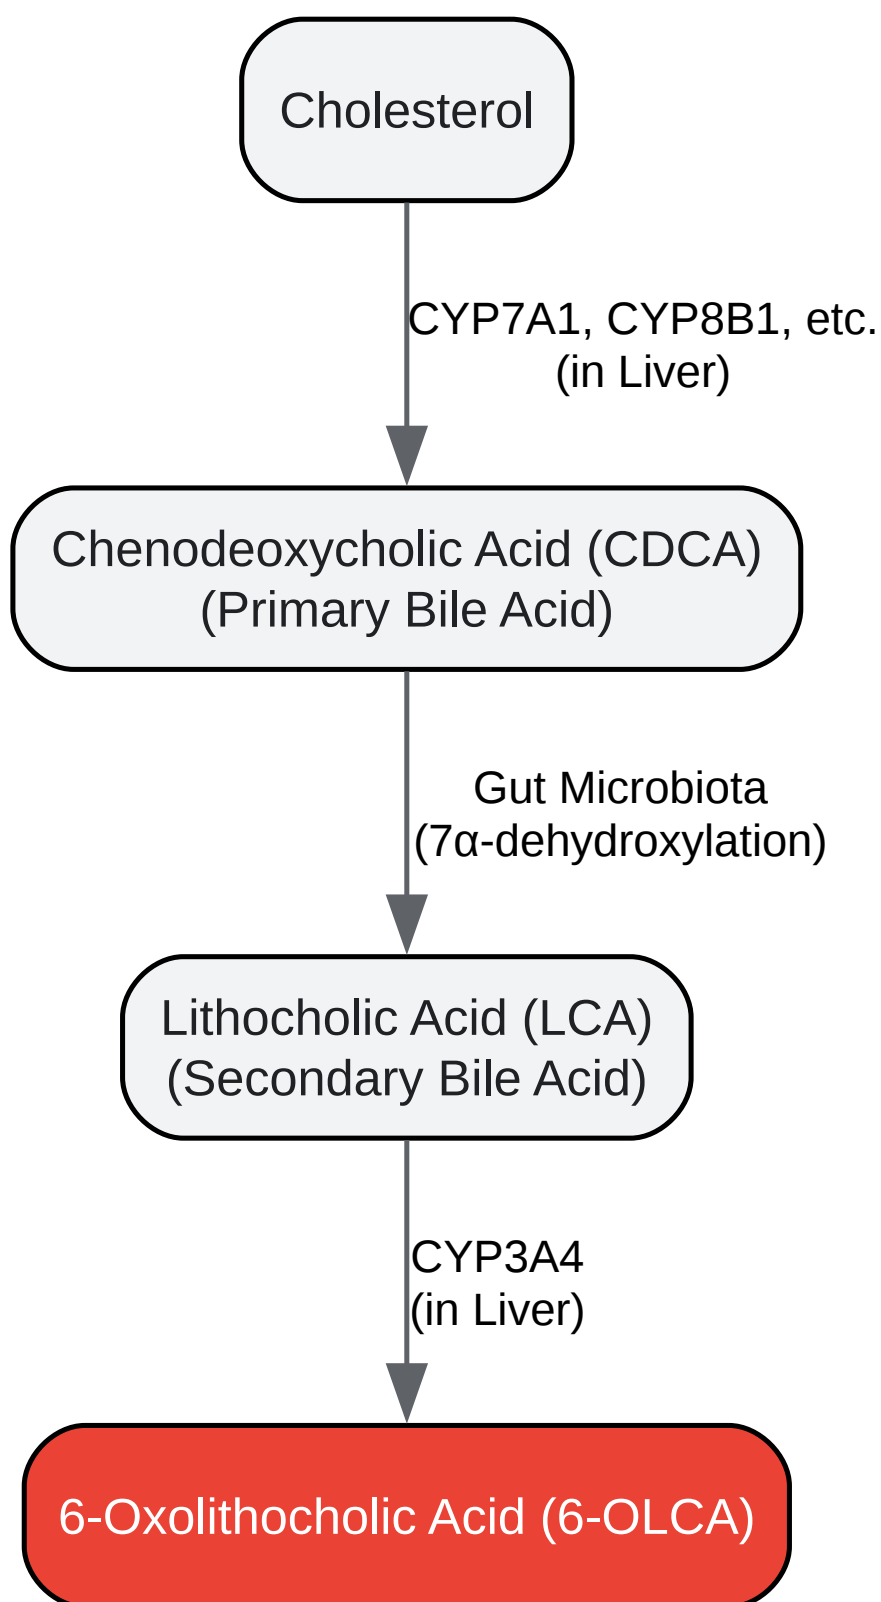 Cholesterol
CYP7A1, CYP8B1, etc.
(in Liver)
Chenodeoxycholic Acid (CDCA)
(Primary Bile Acid)
Gut Microbiota
(7α-dehydroxylation)
Lithocholic Acid (LCA)
(Secondary Bile Acid)
CYP3A4
(in Liver)
6-Oxolithocholic Acid (6-OLCA)